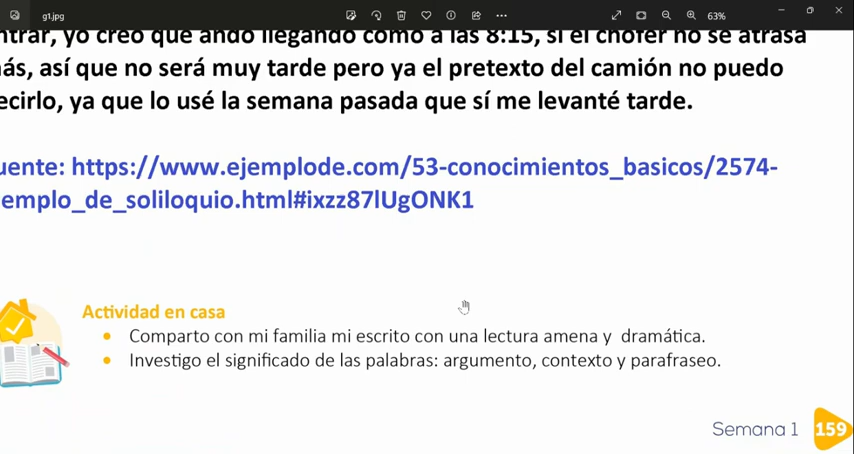 g1.jpg
63%
ntrar, yo creo que ando llegando como a las 8:15, si el chofer no se atrasa
ás, así que no será muy tarde pero ya el pretexto del camión no puedo
ecirlo, ya que lo usé la semana pasada que sí me levanté tarde.
uente: https://www.ejemplode.com/53-conocimientos_basicos/2574-
emplo_de_soliloquio.html#ixzz87lUgONK1
Actividad en casa
• Comparto con mi familia mi escrito con una lectura amena y dramática.
• Investigo el significado de las palabras: argumento, contexto y parafraseo.
Semana 1 159